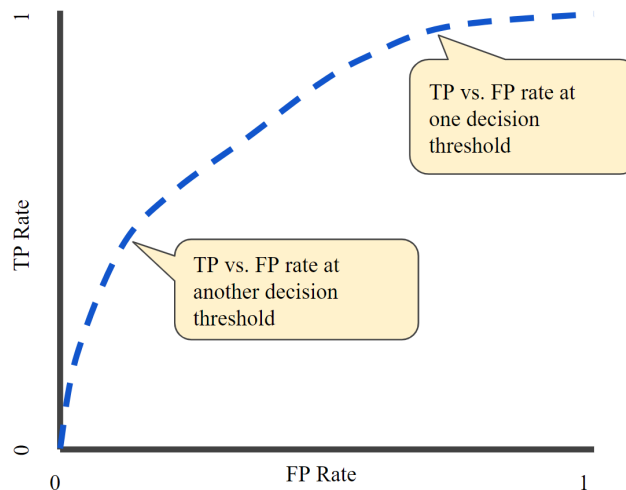 1
TP vs. FP rate at
one decision
threshold
TP Rate
TP vs. FP rate at
another decision
threshold
0
0
FP Rate
1